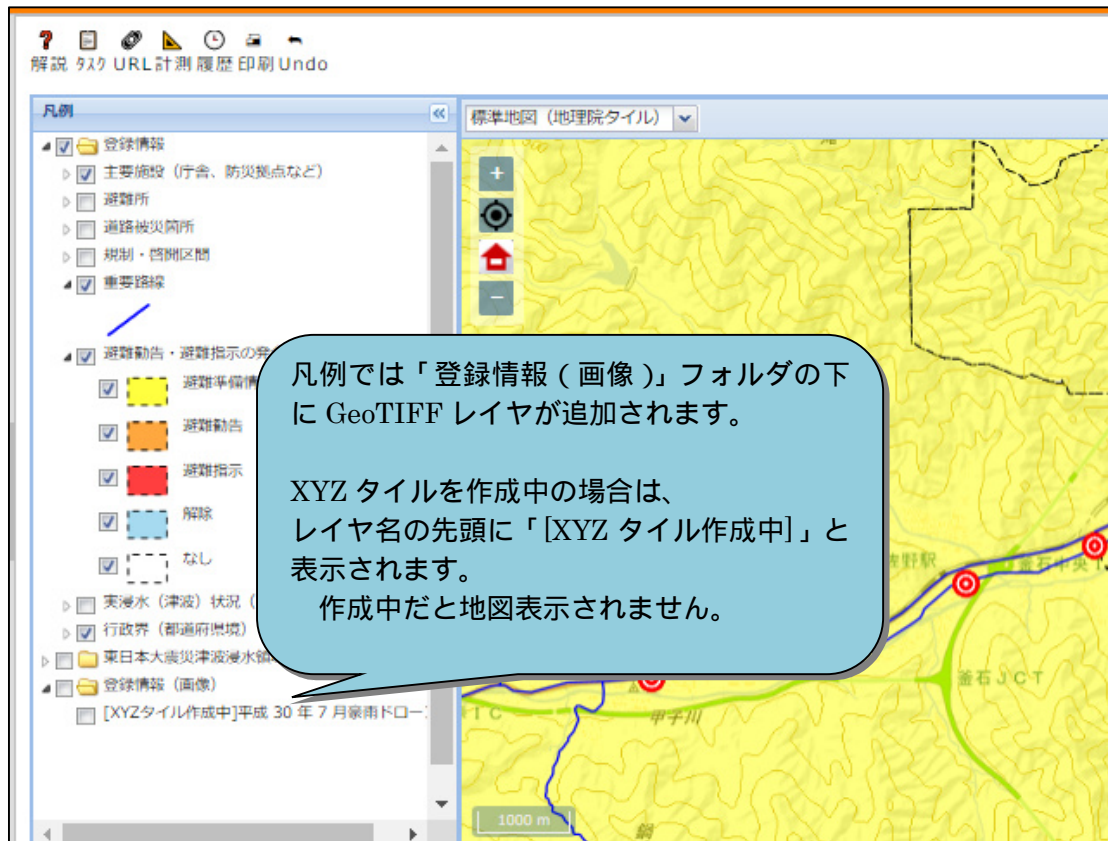 解説 タスク URL 計測 履歴 印刷 Undo
凡例
標準地図（地理院タイル）
登録情報
主要施設（庁舎、防災拠点など）
避難所
道路被災箇所
規制・啓開区間
重要路線
避難勧告・避難指示の発
避難準備情
避難勧告
避難指示
解除
なし
実浸水（津波）状況（
行政界（都道府県境）
東日本大震災津波浸水領
登録情報（画像）
[XYZタイル作成中]平成 30 年 7 月豪雨ドローン
凡例では「登録情報（画像）」フォルダの下
に GeoTIFF レイヤが追加されます。
XYZ タイルを作成中の場合は、
レイヤ名の先頭に「[XYZ タイル作成中]」と
表示されます。
作成中だと地図表示されません。
野駅
釜石中央 I
釜石JCT
IC
甲子川
1000 m